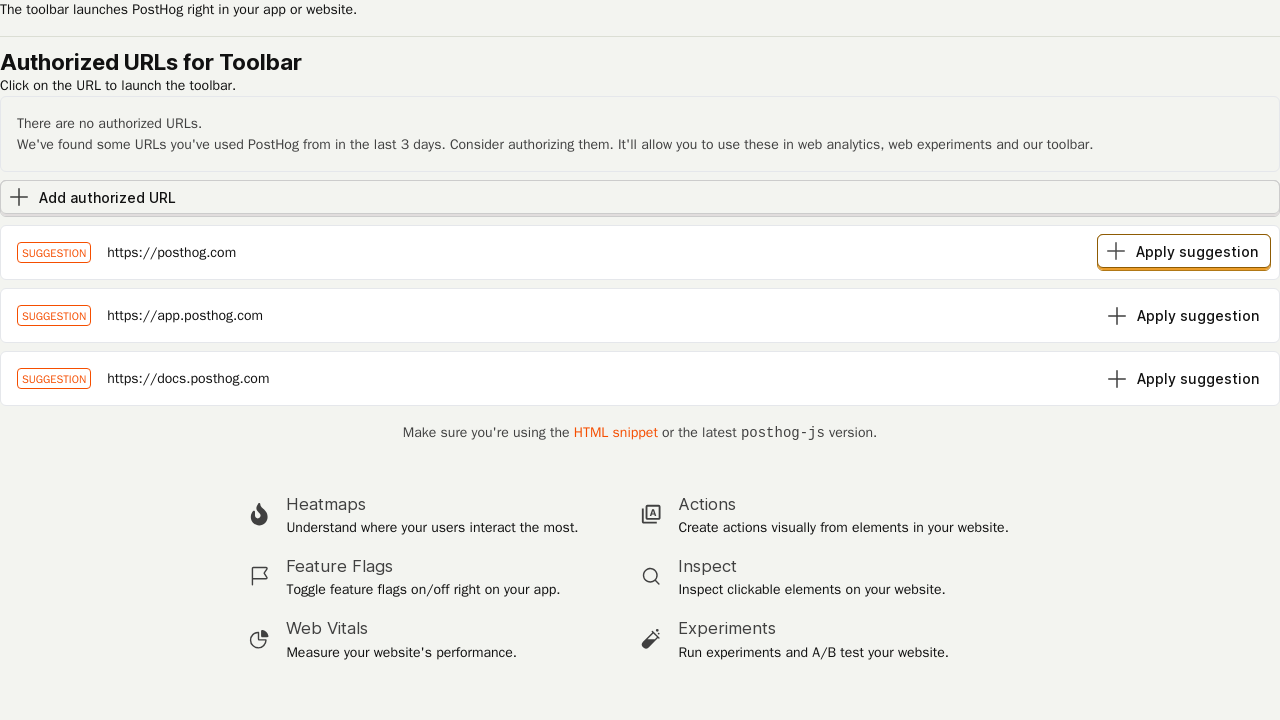 The toolbar launches PostHog right in your app or website.
Authorized URLs for Toolbar
Click on the URL to launch the toolbar.
There are no authorized URLs.
We've found some URLs you've used PostHog from in the last 3 days. Consider authorizing them. It'll allow you to use these in web analytics, web experiments and our toolbar.
Add authorized URL
SUGGESTION https://posthog.com Apply suggestion
SUGGESTION https://app.posthog.com Apply suggestion
SUGGESTION https://docs.posthog.com Apply suggestion
Make sure you're using the HTML snippet or the latest posthog-js version.
Heatmaps
Understand where your users interact the most.
Actions
Create actions visually from elements in your website.
Feature Flags
Toggle feature flags on/off right on your app.
Inspect
Inspect clickable elements on your website.
Web Vitals
Measure your website's performance.
Experiments
Run experiments and A/B test your website.